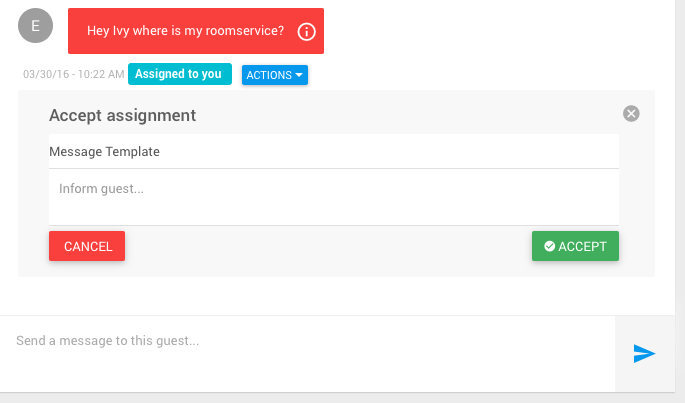 E
Hey Ivy where is my roomservice?
03/30/16 - 10:22 AM Assigned to you ACTIONS
Accept assignment
Message Template
Inform guest...
CANCEL ACCEPT
Send a message to this guest...